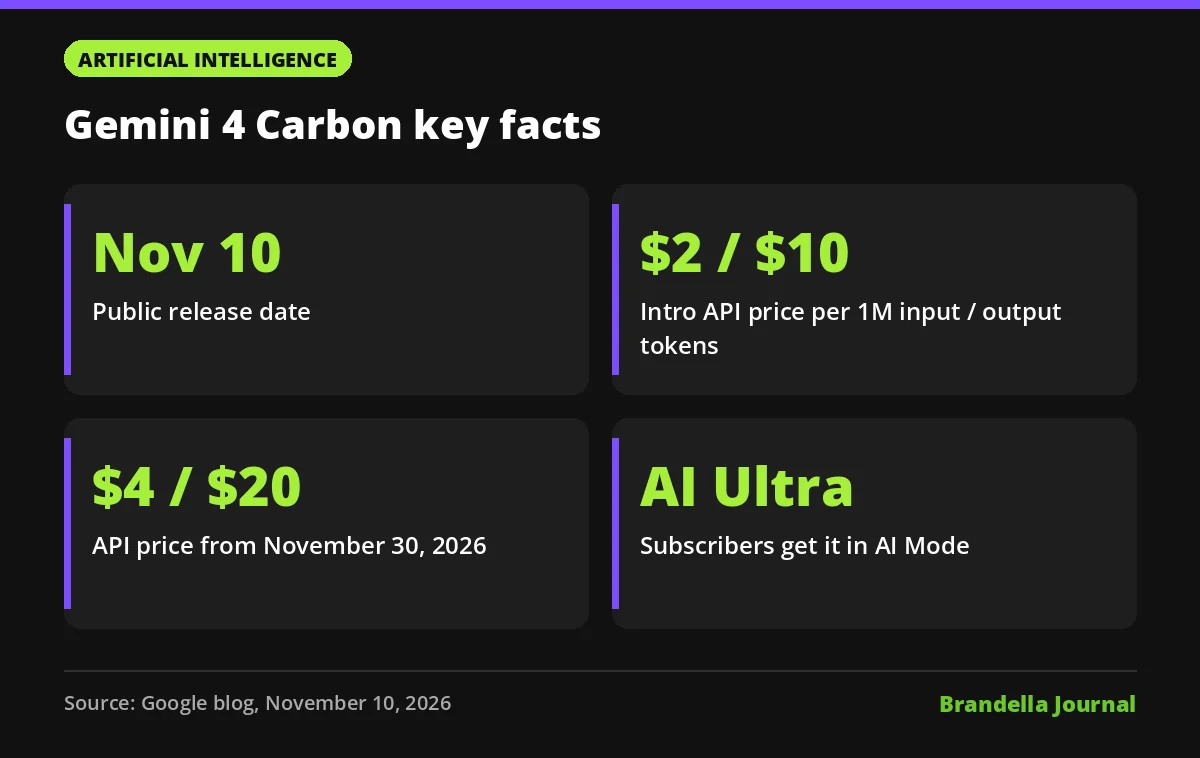 ARTIFICIAL INTELLIGENCE
Gemini 4 Carbon key facts
Nov 10
Public release date
$2 / $10
Intro API price per 1M input / output
tokens
$4 / $20
API price from November 30, 2026
AI Ultra
Subscribers get it in AI Mode
Source: Google blog, November 10, 2026
Brandella Journal